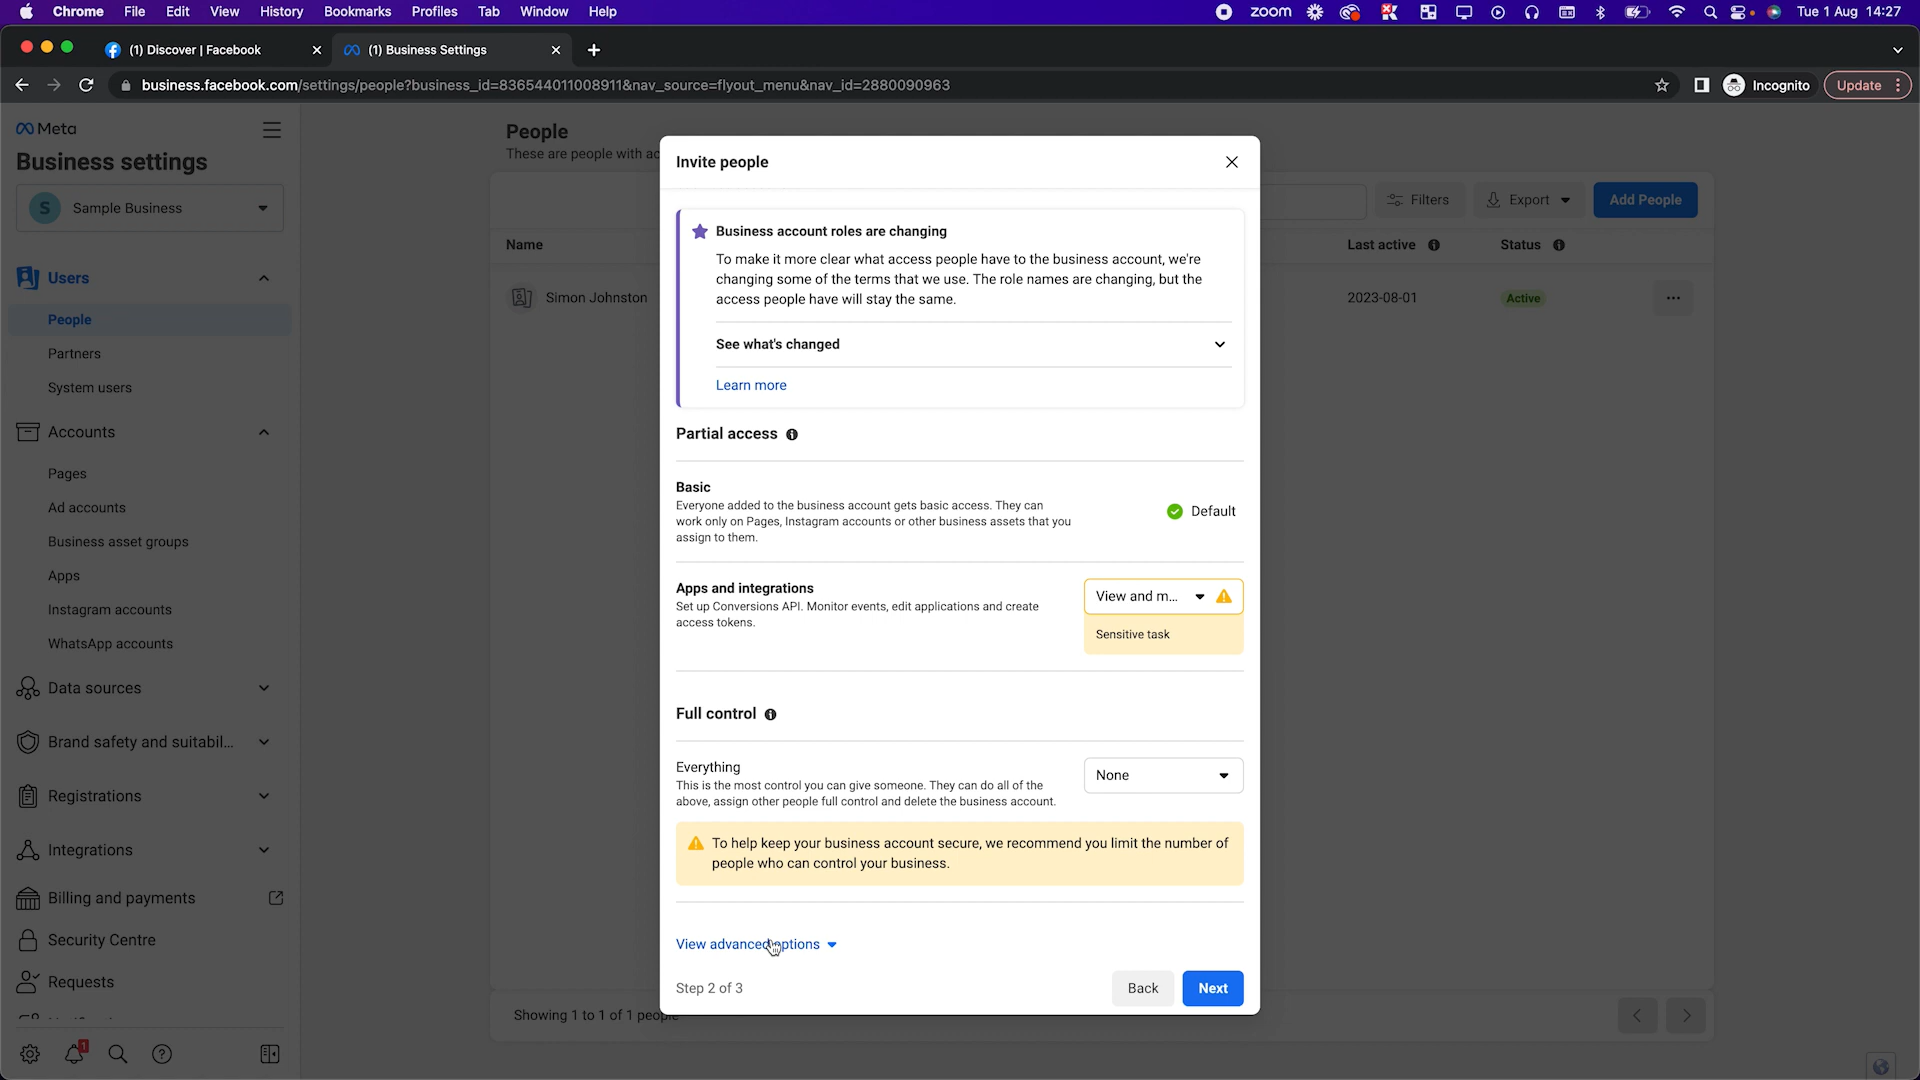 Chrome File Edit View History Bookmarks Profiles Tab Window Help
zoom
Tue 1 Aug 14:27
(1) Discover | Facebook
(1) Business Settings
business.facebook.com/settings/people?business_id=836544011008911&nav_source=flyout_menu&nav_id=2880090963
Incognito
Update
Meta
Business settings
S Sample Business
Users
People
Partners
System users
Accounts
Pages
Ad accounts
Business asset groups
Apps
Instagram accounts
WhatsApp accounts
Data sources
Brand safety and suitabil...
Registrations
Integrations
Billing and payments
Security Centre
Requests
1
People
These are people with
Filters
Export
Add People
Name
Last active
Status
Simon Johnston
2023-08-01
Active
Showing 1 to 1 of 1 people
Invite people
Business account roles are changing
To make it more clear what access people have to the business account, we're
changing some of the terms that we use. The role names are changing, but the
access people have will stay the same.
See what's changed
Learn more
Partial access
Basic
Everyone added to the business account gets basic access. They can
work only on Pages, Instagram accounts or other business assets that you
assign to them.
Default
Apps and integrations
Set up Conversions API. Monitor events, edit applications and create
access tokens.
View and m...
Sensitive task
Full control
Everything
This is the most control you can give someone. They can do all of the
above, assign other people full control and delete the business account.
None
To help keep your business account secure, we recommend you limit the number of
people who can control your business.
View advanced options
Step 2 of 3
Back
Next